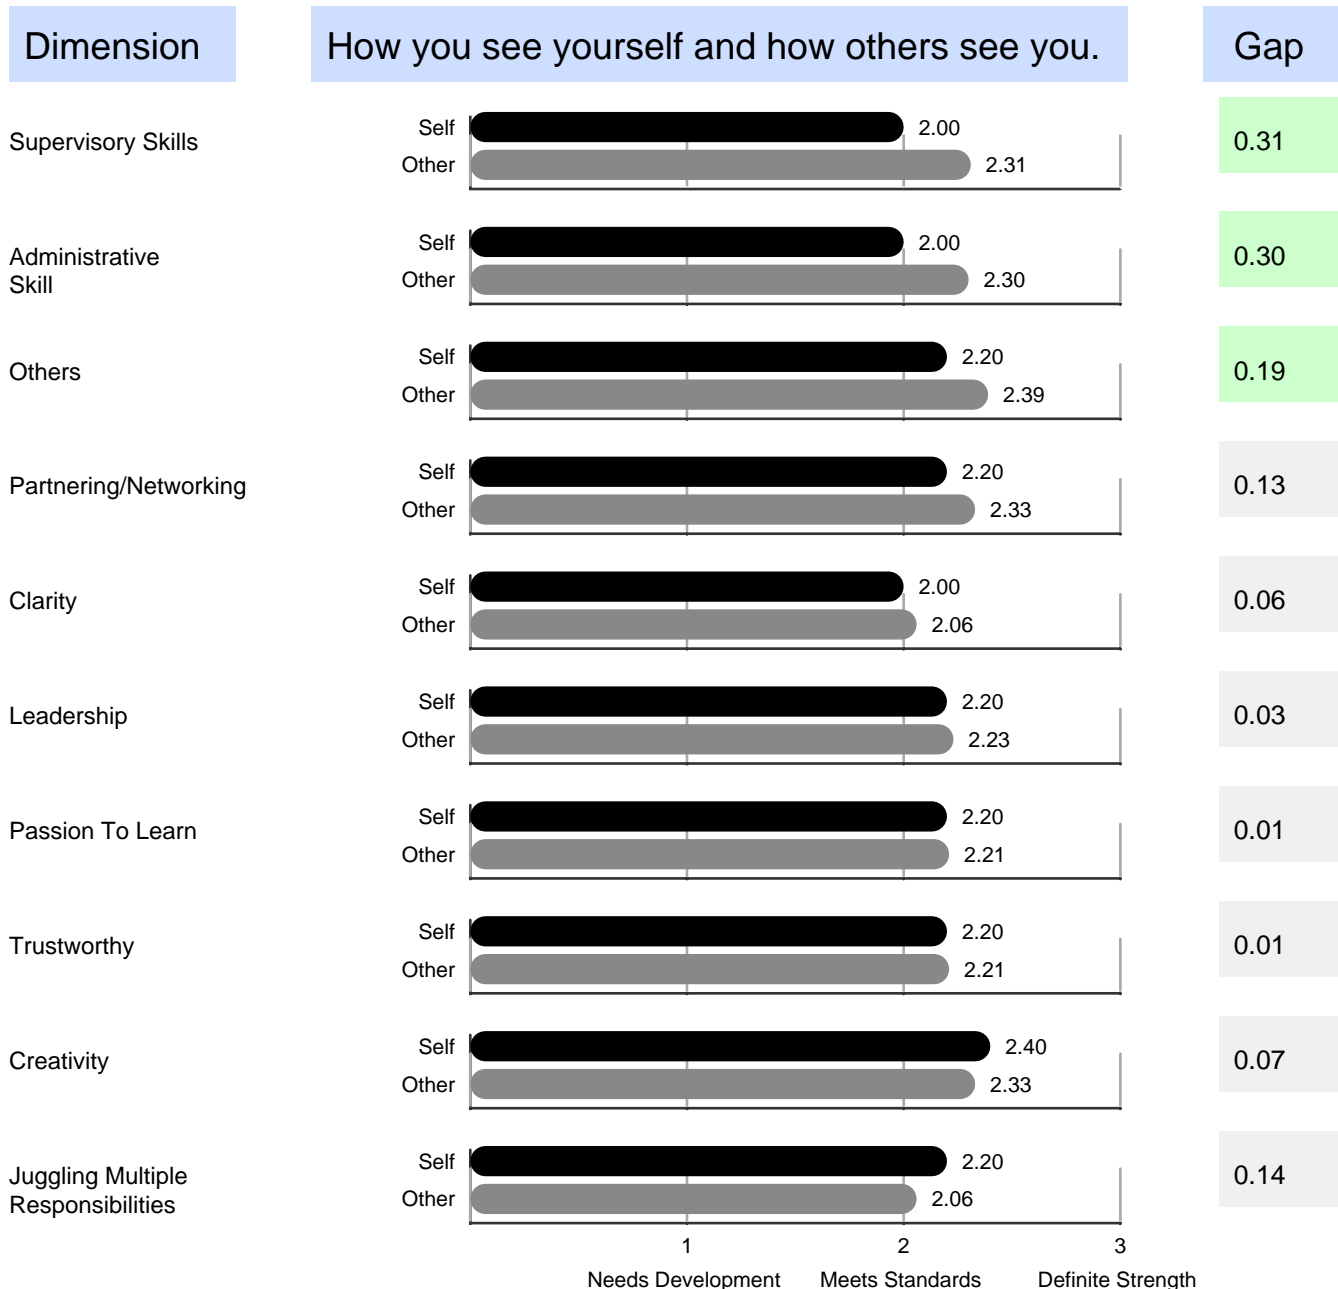 Dimension
How you see yourself and how others see you.
Gap
Supervisory Skills
Self
2.00
Other
2.31
0.31
Administrative
Skill
Self
2.00
Other
2.30
0.30
Others
Self
2.20
Other
2.39
0.19
Partnering/Networking
Self
2.20
Other
2.33
0.13
Clarity
Self
2.00
Other
2.06
0.06
Leadership
Self
2.20
Other
2.23
0.03
Passion To Learn
Self
2.20
Other
2.21
0.01
Trustworthy
Self
2.20
Other
2.21
0.01
Creativity
Self
2.40
Other
2.33
0.07
Juggling Multiple
Responsibilities
Self
2.20
Other
2.06
0.14
1
2
3
Needs Development
Meets Standards
Definite Strength